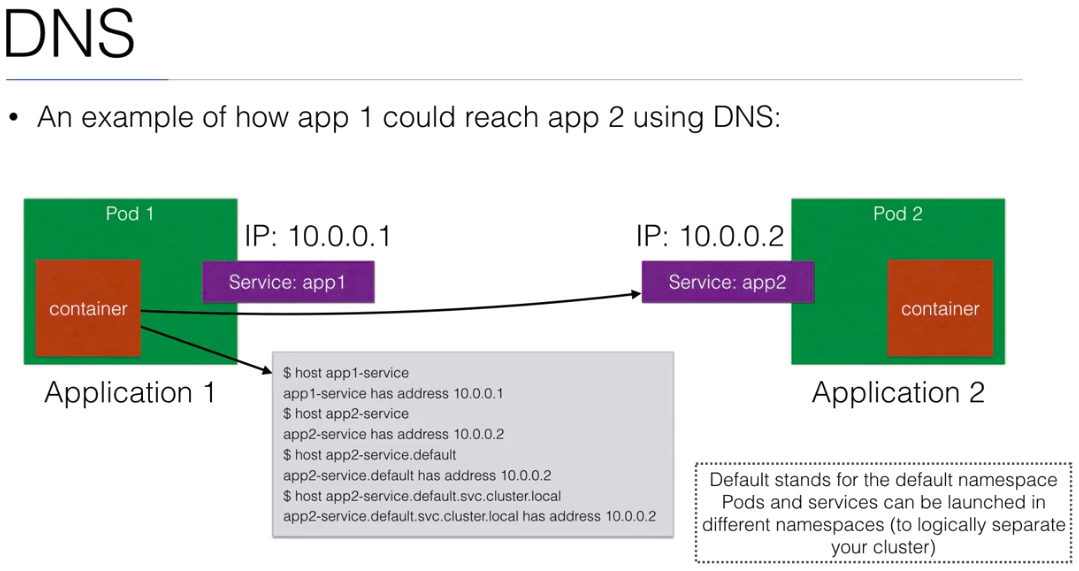 DNS
• An example of how app 1 could reach app 2 using DNS:
Pod 1
IP: 10.0.0.1
Service: app1
container
Application 1
IP: 10.0.0.2
Pod 2
Service: app2
container
Application 2
$ host app1-service
app1-service has address 10.0.0.1
$ host app2-service
app2-service has address 10.0.0.2
$ host app2-service.default
app2-service.default has address 10.0.0.2
$ host app2-service.default.svc.cluster.local
app2-service.default.svc.cluster.local has address 10.0.0.2
Default stands for the default namespace
Pods and services can be launched in
different namespaces (to logically separate
your cluster)